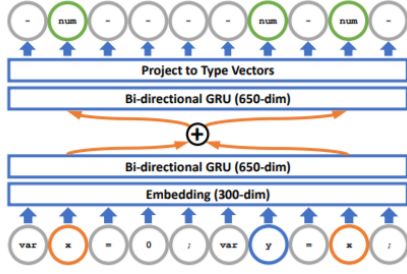 - num - - - - num - num -
Project to Type Vectors
Bi-directional GRU (650-dim)
+
Bi-directional GRU (650-dim)
Embedding (300-dim)
var x = 0 ; var y = x ;